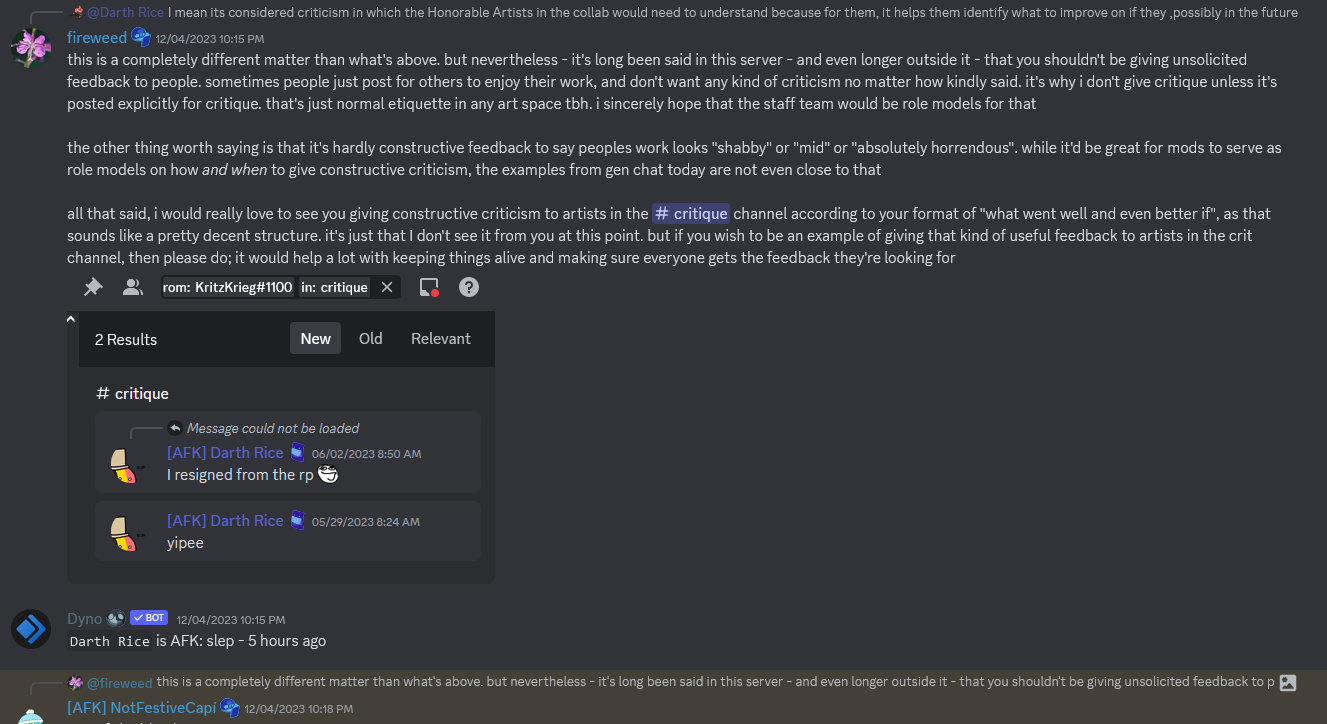 @Darth Rice I mean its considered criticism in which the Honorable Artists in the collab would need to understand because for them, it helps them identify what to improve on if they ,possibly in the future
fireweed 12/04/2023 10:15 PM
this is a completely different matter than what's above. but nevertheless - it's long been said in this server - and even longer outside it - that you shouldn't be giving unsolicited
feedback to people. sometimes people just post for others to enjoy their work, and don't want any kind of criticism no matter how kindly said. it's why i don't give critique unless it's
posted explicitly for critique. that's just normal etiquette in any art space tbh. i sincerely hope that the staff team would be role models for that
the other thing worth saying is that it's hardly constructive feedback to say peoples work looks "shabby" or "mid" or "absolutely horrendous". while it'd be great for mods to serve as
role models on how and when to give constructive criticism, the examples from gen chat today are not even close to that
all that said, i would really love to see you giving constructive criticism to artists in the # critique channel according to your format of "what went well and even better if", as that
sounds like a pretty decent structure. it's just that I don't see it from you at this point. but if you wish to be an example of giving that kind of useful feedback to artists in the crit
channel, then please do; it would help a lot with keeping things alive and making sure everyone gets the feedback they're looking for
rom: KritzKrieg#1100 in: critique
2 Results New Old Relevant
# critique
Message could not be loaded
[AFK] Darth Rice 06/02/2023 8:50 AM
I resigned from the rp
[AFK] Darth Rice 05/29/2023 8:24 AM
yipee
Dyno BOT 12/04/2023 10:15 PM
Darth Rice is AFK: slep - 5 hours ago
@fireweed this is a completely different matter than what's above. but nevertheless - it's long been said in this server - and even longer outside it - that you shouldn't be giving unsolicited feedback to p
[AFK] NotFestiveCapí 12/04/2023 10:18 PM